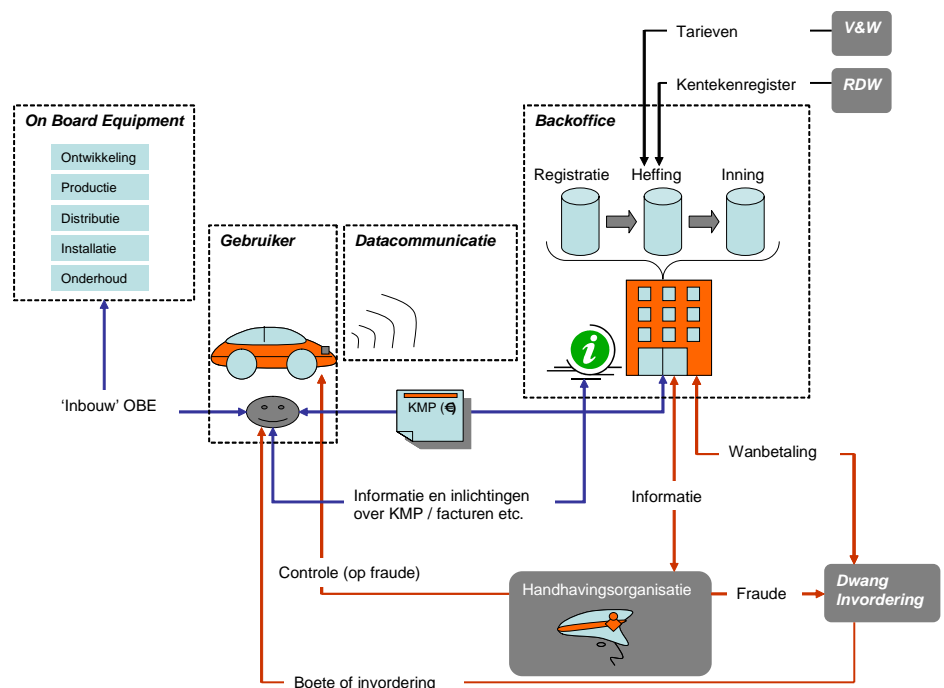 Tarieven
V&W
Kentekenregister
RDW
On Board Equipment
Ontwikkeling
Productie
Distributie
Installatie
Onderhoud
Backoffice
Registratie
Heffing
Inning
Gebruiker
Datacommunicatie
i
'Inbouw' OBE
KMP (€)
Wanbetaling
Informatie en inlichtingen
over KMP / facturen etc.
Informatie
Controle (op fraude)
Handhavingsorganisatie
Fraude
Dwang
Invordering
Boete of invordering